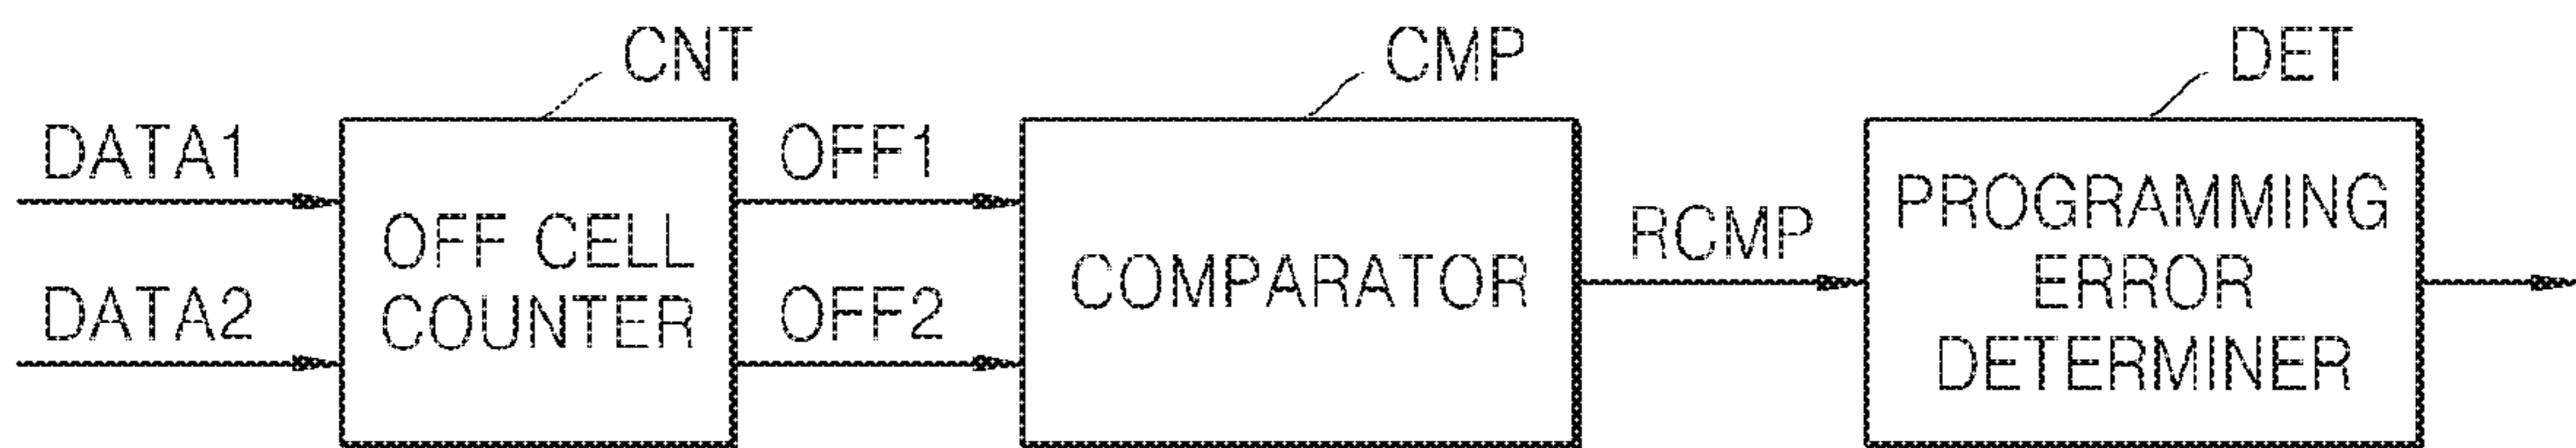 CNT
CMP
DET
DATA1
DATA2
OFF CELL
COUNTER
OFF1
OFF2
COMPARATOR
RCMP
PROGRAMMING
ERROR
DETERMINER